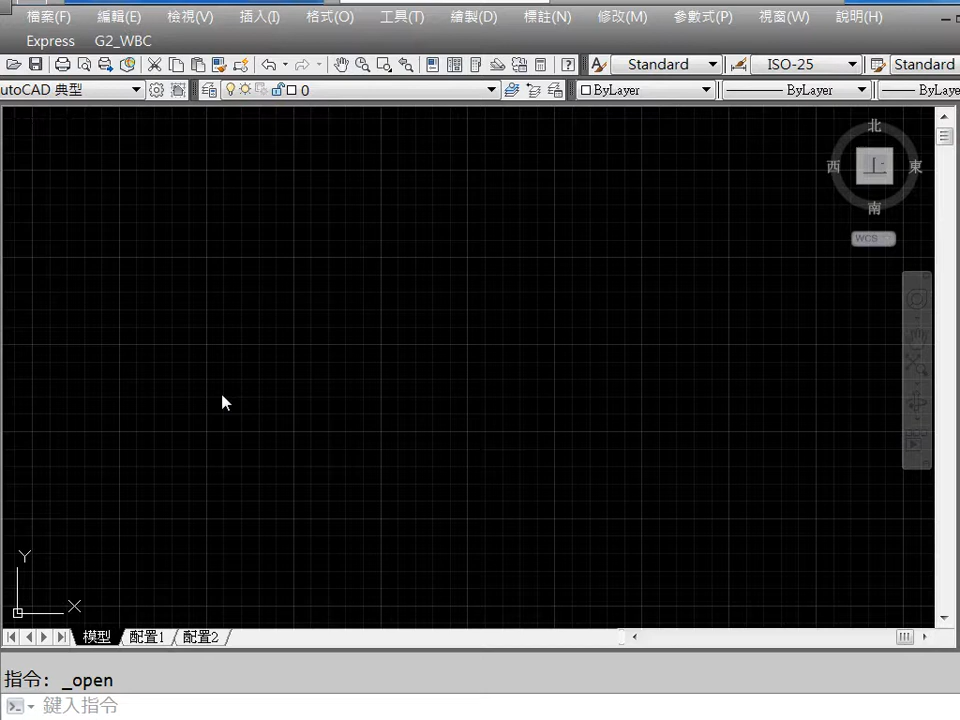 檔案(F) 編輯(E) 檢視(V) 插入(I) 格式(O) 工具(T) 繪製(D) 標註(N) 修改(M) 參數式(P) 視窗(W) 說明(H)
Express G2_WBC
Standard ISO-25 Standard
utoCAD 典型 0 ByLayer ByLayer ByLaye
北
西 上 東
南
WCS
Y
X
模型 配置1 配置2
指令: _open
鍵入指令